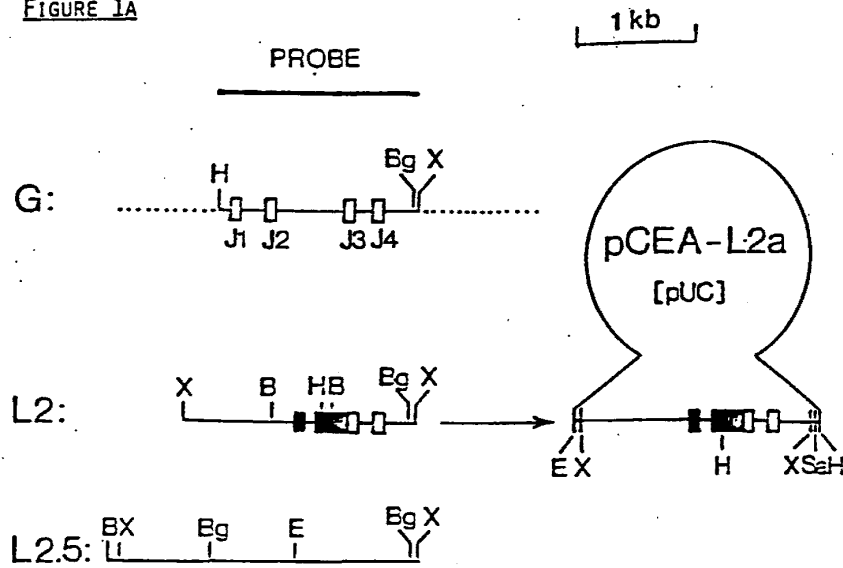 FIGURE 1A
1 kb
PROBE
H Bg X
G:
J1 J2 J3 J4
pCEA-L2a
[pUC]
X B H B Bg X
L2:
E X H X Sa H
B X Bg E Bg X
L2.5: